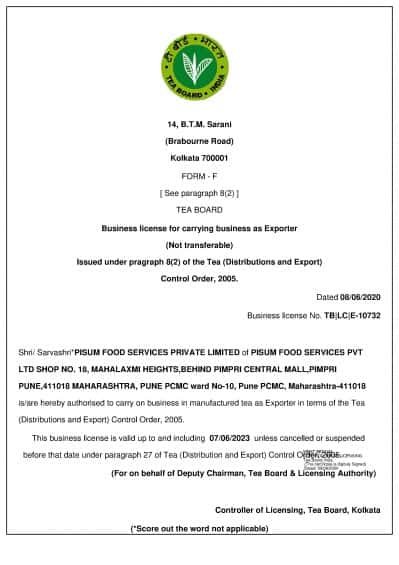 टी बोर्ड • भारत
TEA BOARD • INDIA
14, B.T.M. Sarani
(Brabourne Road)
Kolkata 700001
FORM - F
[ See paragraph 8(2) ]
TEA BOARD
Business license for carrying business as Exporter
(Not transferable)
Issued under pragraph 8(2) of the Tea (Distributions and Export)
Control Order, 2005.
Dated 08/06/2020
Business license No. TB|LC|E-10732
Shri/ Sarvashri*PISUM FOOD SERVICES PRIVATE LIMITED of PISUM FOOD SERVICES PVT
LTD SHOP NO. 18, MAHALAXMI HEIGHTS,BEHIND PIMPRI CENTRAL MALL,PIMPRI
PUNE,411018 MAHARASHTRA, PUNE PCMC ward No-10, Pune PCMC, Maharashtra-411018
is/are hereby authorised to carry on business in manufactured tea as Exporter in terms of the Tea
(Distributions and Export) Control Order, 2005.
This business license is valid up to and including 07/06/2023 unless cancelled or suspended
before that date under paragraph 27 of Tea (Distribution and Export) Control Order, 2005.
(For on behalf of Deputy Chairman, Tea Board & Licensing Authority)
Controller of Licensing, Tea Board, Kolkata
(*Score out the word not applicable)